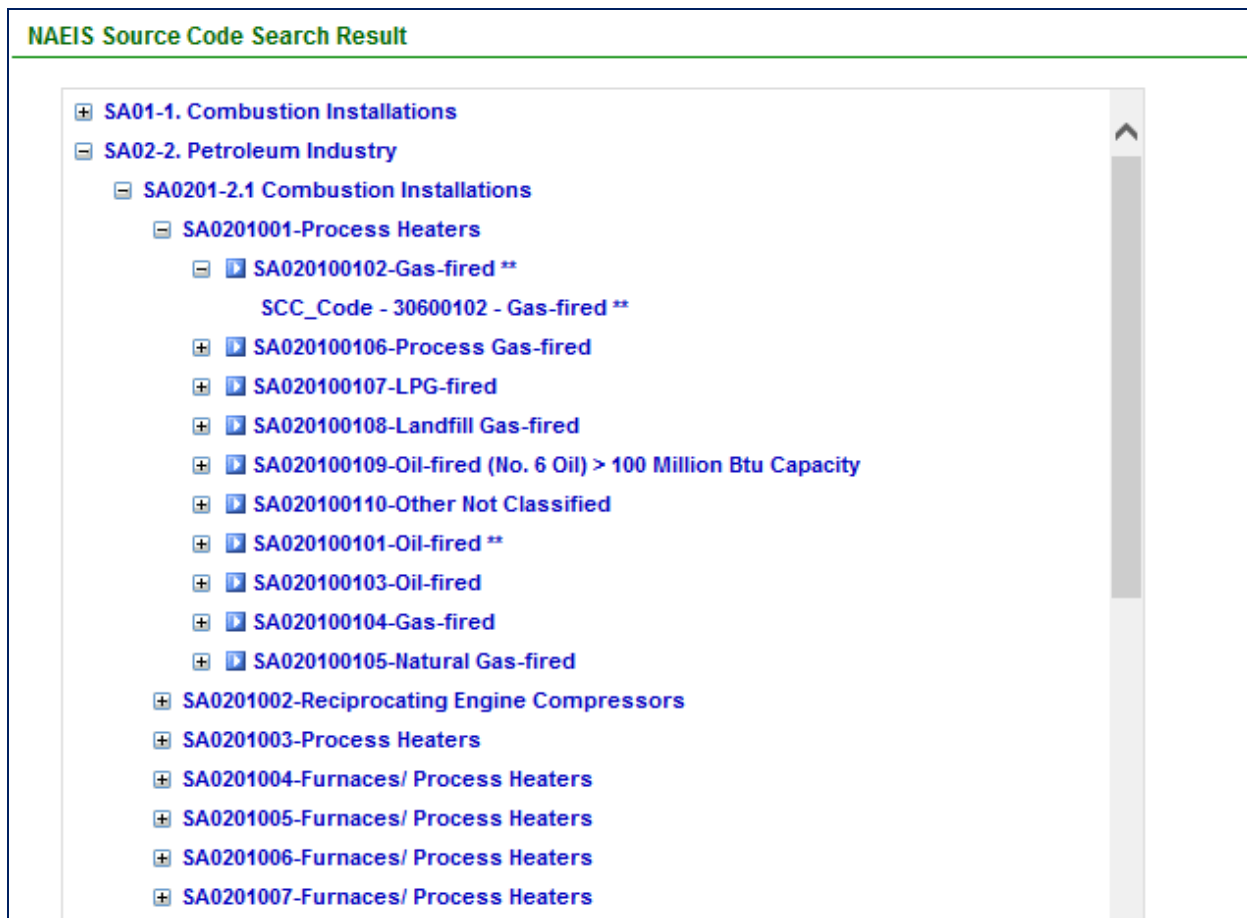 NAEIS Source Code Search Result
SA01-1. Combustion Installations
SA02-2. Petroleum Industry
SA0201-2.1 Combustion Installations
SA0201001-Process Heaters
SA020100102-Gas-fired **
SCC_Code - 30600102 - Gas-fired **
SA020100106-Process Gas-fired
SA020100107-LPG-fired
SA020100108-Landfill Gas-fired
SA020100109-Oil-fired (No. 6 Oil) > 100 Million Btu Capacity
SA020100110-Other Not Classified
SA020100101-Oil-fired **
SA020100103-Oil-fired
SA020100104-Gas-fired
SA020100105-Natural Gas-fired
SA0201002-Reciprocating Engine Compressors
SA0201003-Process Heaters
SA0201004-Furnaces/ Process Heaters
SA0201005-Furnaces/ Process Heaters
SA0201006-Furnaces/ Process Heaters
SA0201007-Furnaces/ Process Heaters